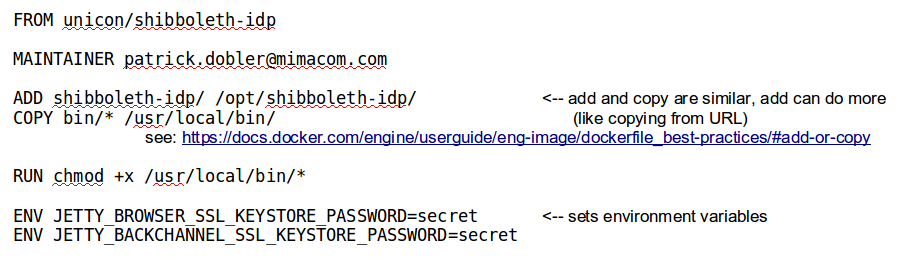 FROM unicon/shibboleth-idp
MAINTAINER patrick.dobler@mimacom.com
ADD shibboleth-idp/ /opt/shibboleth-idp/ <-- add and copy are similar, add can do more
COPY bin/* /usr/local/bin/ (like copying from URL)
see: https://docs.docker.com/engine/userguide/eng-image/dockerfile_best-practices/#add-or-copy
RUN chmod +x /usr/local/bin/*
ENV JETTY_BROWSER_SSL_KEYSTORE_PASSWORD=secret <-- sets environment variables
ENV JETTY_BACKCHANNEL_SSL_KEYSTORE_PASSWORD=secret